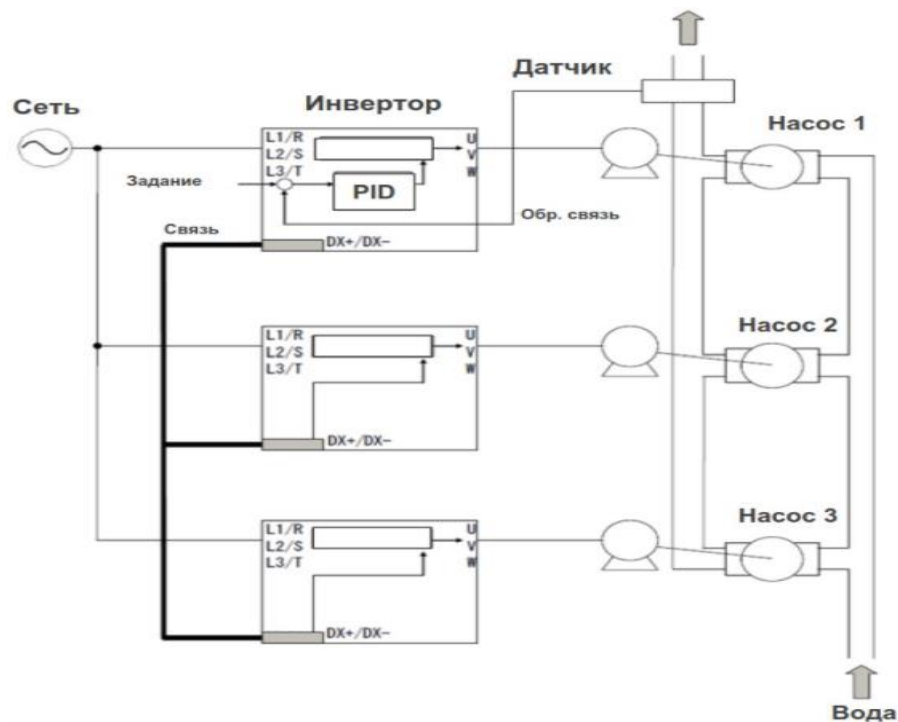 Датчик
Сеть
Инвертор
Насос 1
L1/R
L2/S
L3/T
U
V
W
Задание
PID
Обр. связь
Связь
DX+/DX-
Насос 2
L1/R
L2/S
L3/T
U
V
W
DX+/DX-
Насос 3
L1/R
L2/S
L3/T
U
V
W
DX+/DX-
Вода